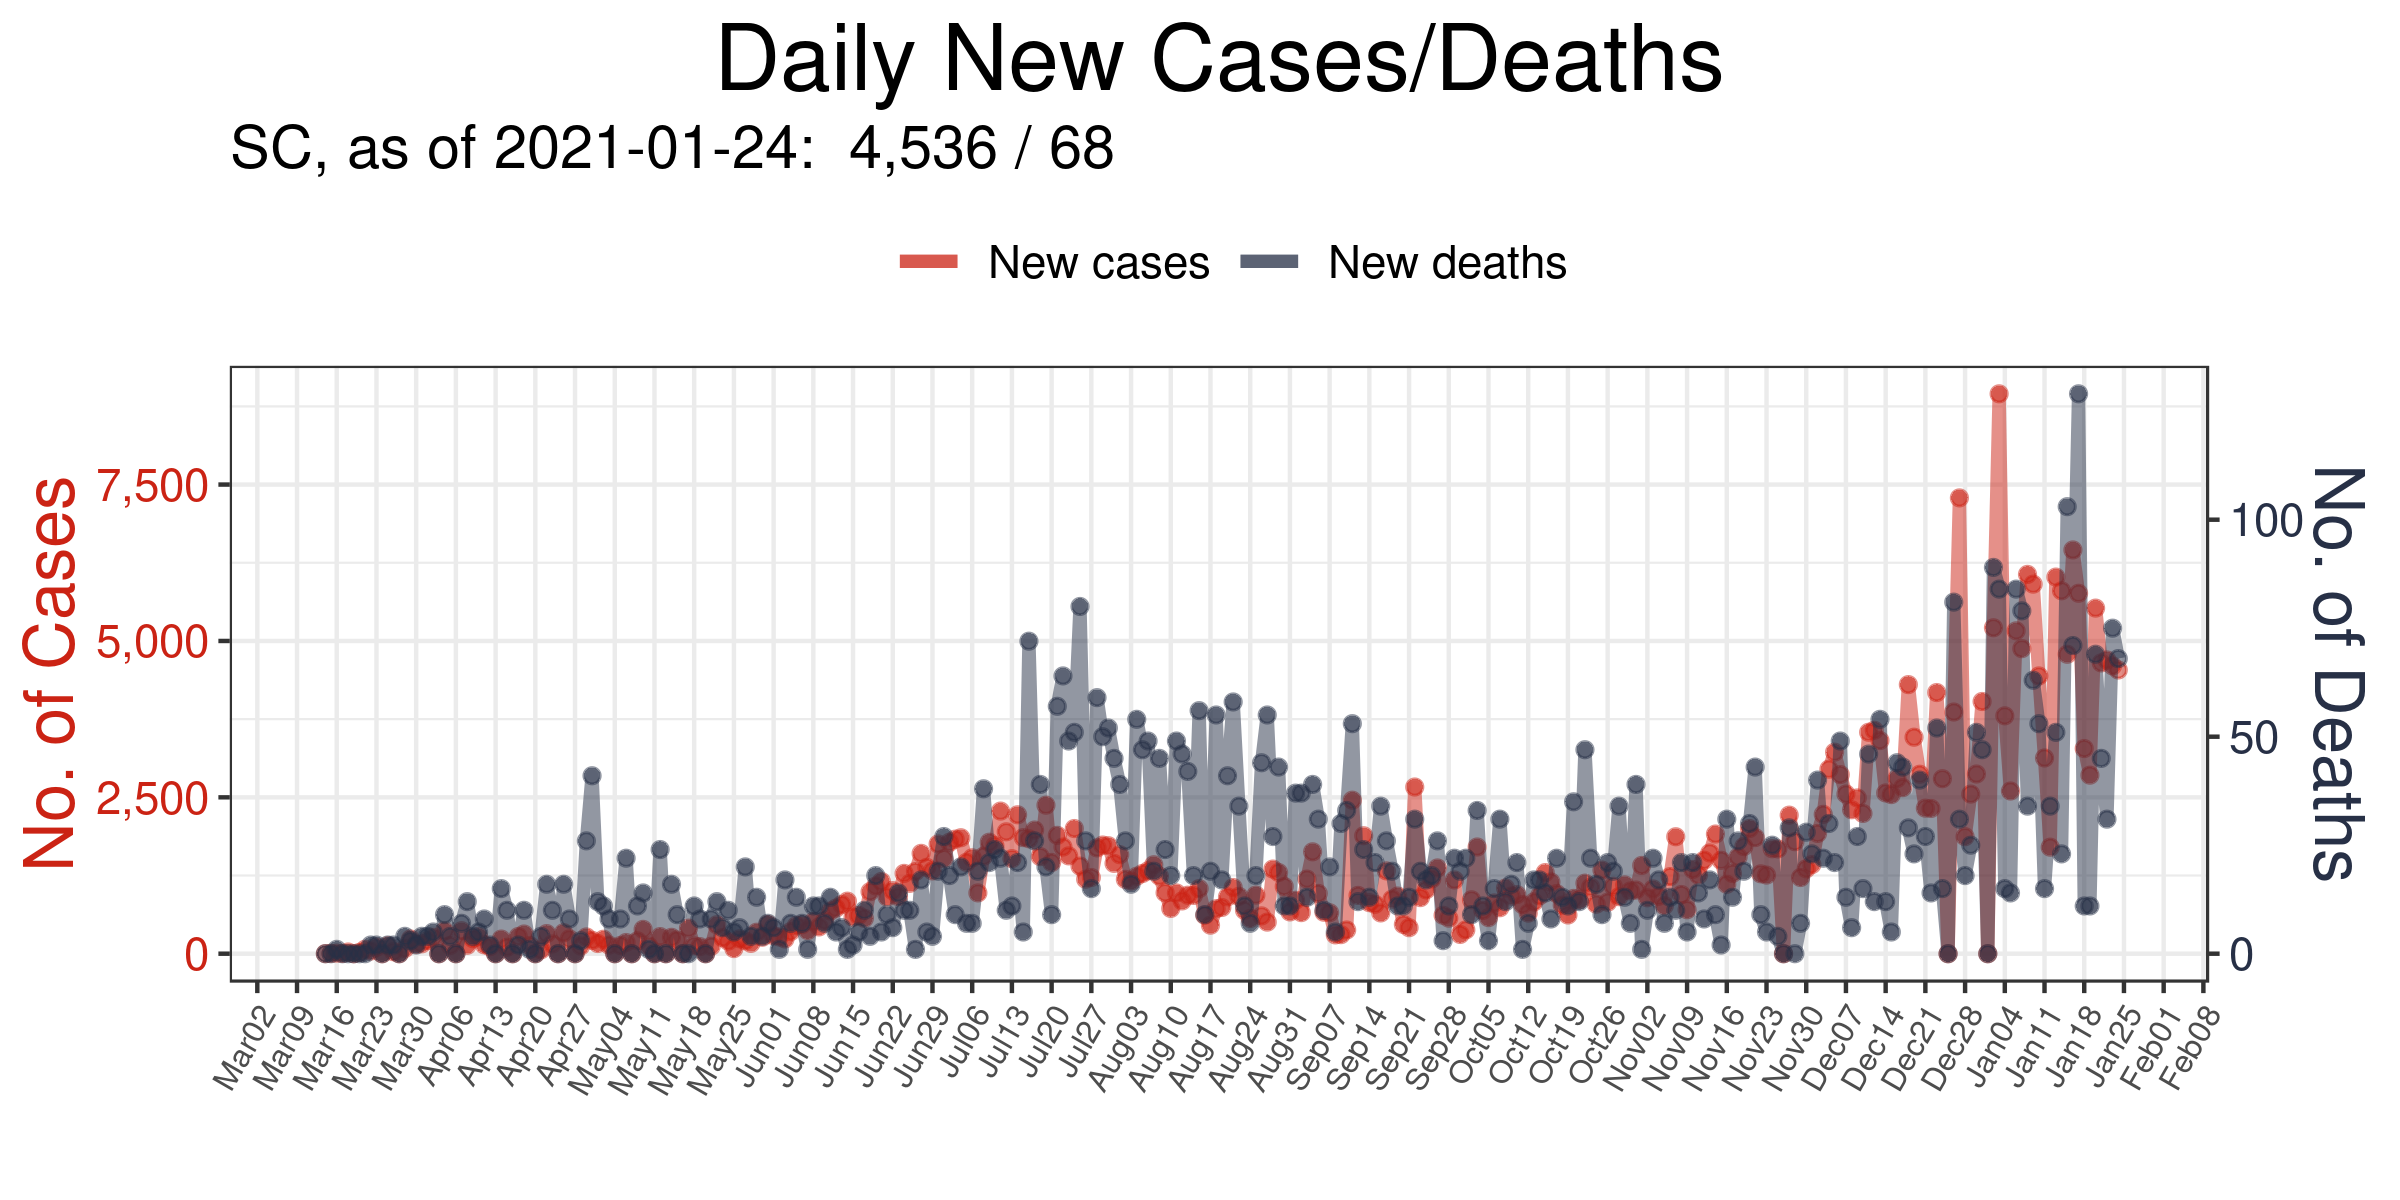 Daily New Cases/Deaths
SC, as of 2021-01-24: 4,536 / 68
New cases
New deaths
No. of Cases
7,500
5,000
2,500
0
No. of Deaths
100
50
0
Mar02
Mar09
Mar16
Mar23
Mar30
Apr06
Apr13
Apr20
Apr27
May04
May11
May18
May25
Jun01
Jun08
Jun15
Jun22
Jun29
Jul06
Jul13
Jul20
Jul27
Aug03
Aug10
Aug17
Aug24
Aug31
Sep07
Sep14
Sep21
Sep28
Oct05
Oct12
Oct19
Oct26
Nov02
Nov09
Nov16
Nov23
Nov30
Dec07
Dec14
Dec21
Dec28
Jan04
Jan11
Jan18
Jan25
Feb01
Feb08